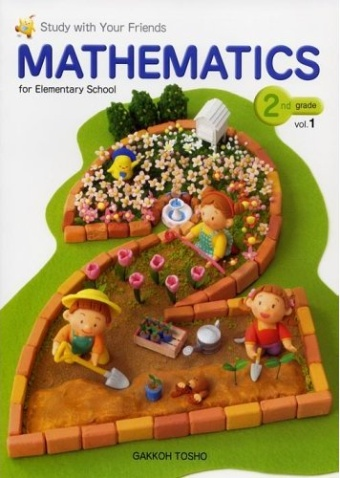 Study with Your Friends
MATHEMATICS
for Elementary School
2nd grade
vol.1
GAKKOH TOSHO